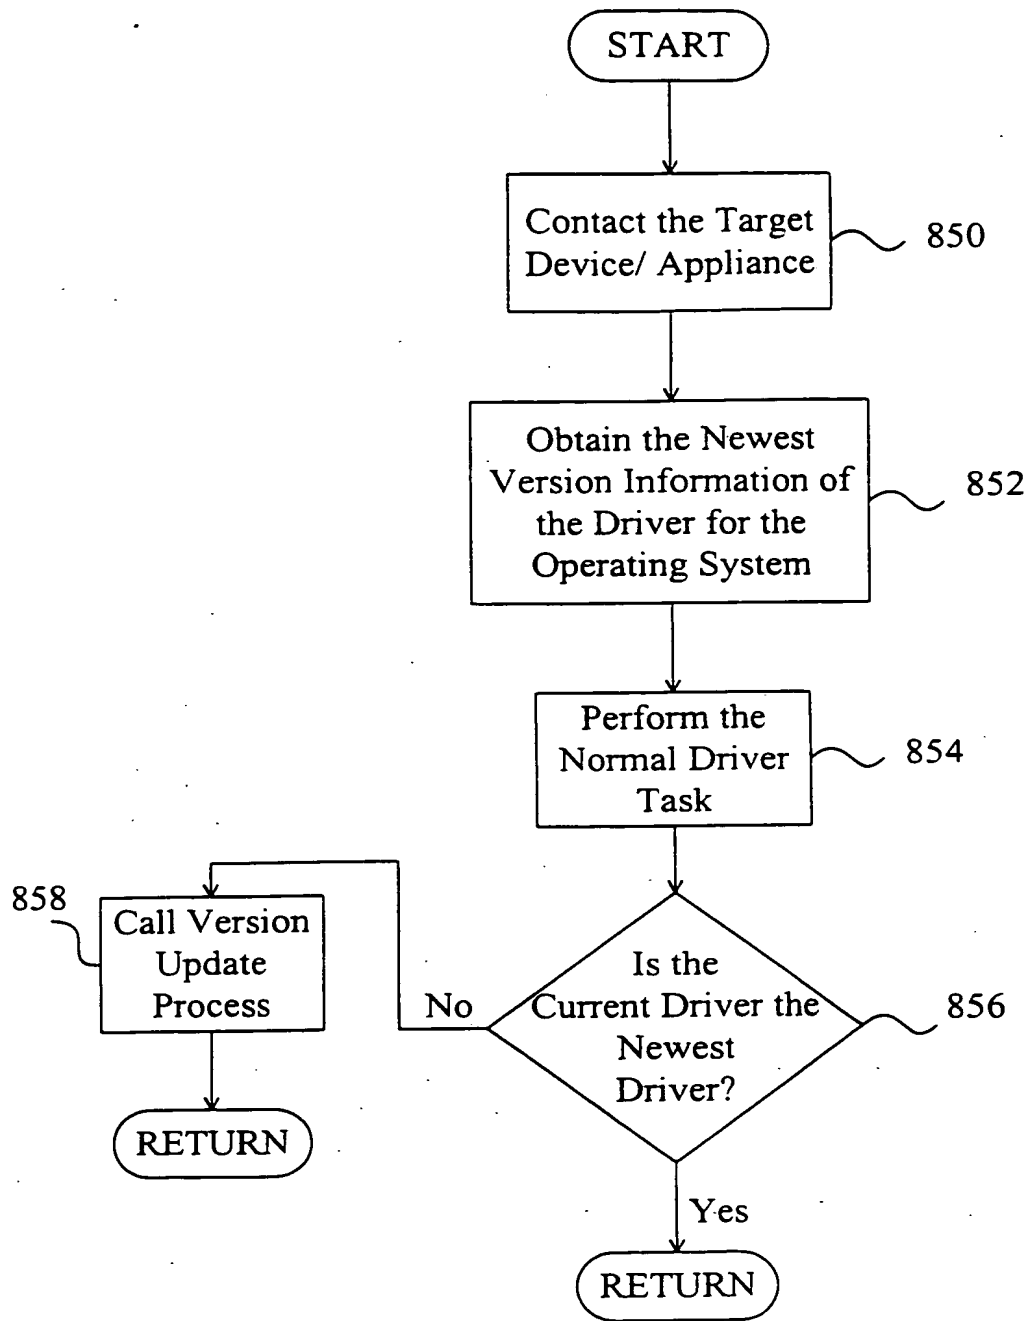 START
Contact the Target
Device/ Appliance
850
Obtain the Newest
Version Information of
the Driver for the
Operating System
852
Perform the
Normal Driver
Task
854
858
Call Version
Update
Process
No
Is the
Current Driver the
Newest
Driver?
856
RETURN
Yes
RETURN